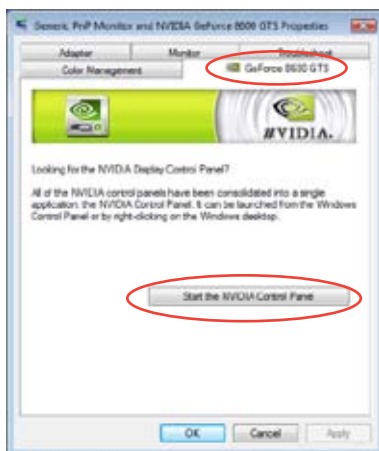 Generic PnP Monitor and NVIDIA GeForce 8600 GTS Properties
Adapter Monitor Troubleshoot
Color Management GeForce 8600 GTS
NVIDIA.
Looking for the NVIDIA Display Control Panel?
All of the NVIDIA control panels have been consolidated into a single
application: the NVIDIA Control Panel. It can be launched from the Windows
Control Panel or by right-clicking on the Windows desktop.
Start the NVIDIA Control Panel
OK Cancel Apply